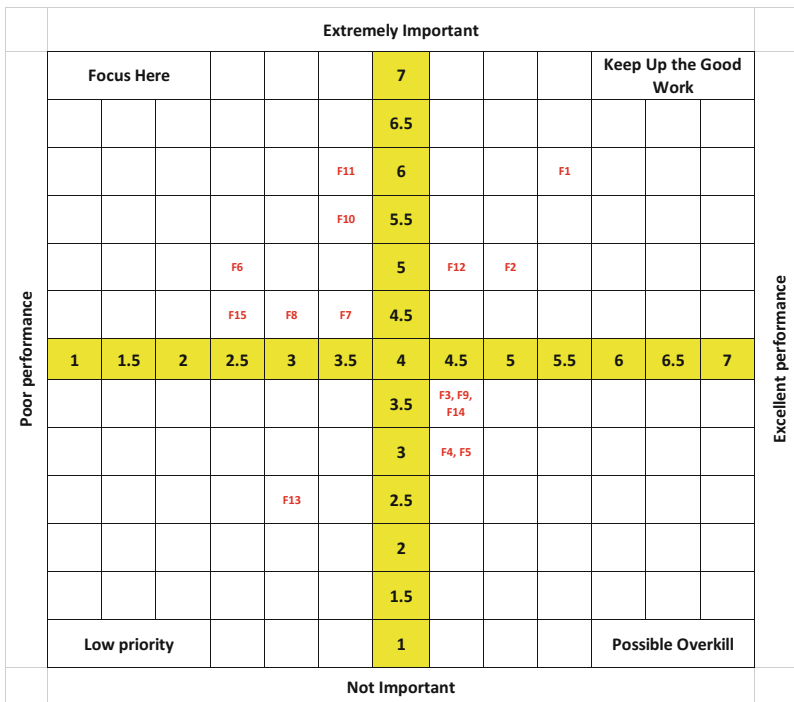 Extremely Important
Focus Here
7
Keep Up the Good
Work
6.5
F11
6
F1
F10
5.5
F6
5
F12
F2
F15
F8
F7
4.5
Poor performance
1
1.5
2
2.5
3
3.5
4
4.5
5
5.5
6
6.5
7
Excellent performance
3.5
F3, F9,
F14
3
F4, F5
F13
2.5
2
1.5
Low priority
1
Possible Overkill
Not Important